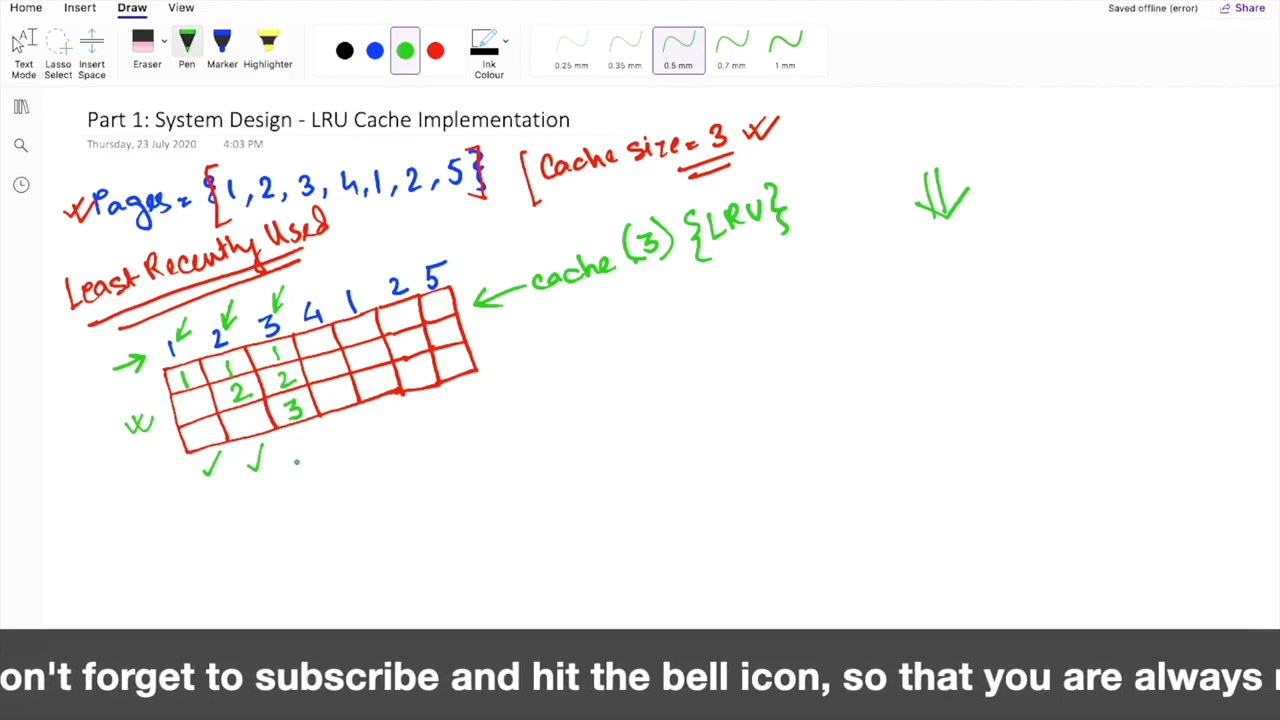 Home Insert Draw View
Saved offline (error) Share
Text Mode Lasso Select Insert Space Eraser Pen Marker Highlighter Ink Colour 0.25 mm 0.35 mm 0.5 mm 0.7 mm 1 mm
Part 1: System Design - LRU Cache Implementation
Thursday, 23 July 2020 4:03 PM
Pages = {1, 2, 3, 4, 1, 2, 5} [Cache size = 3
Least Recently Used
cache (3) {LRU}
1 2 3 4 1 2 5
1 1 1
2 2
3
on't forget to subscribe and hit the bell icon, so that you are always